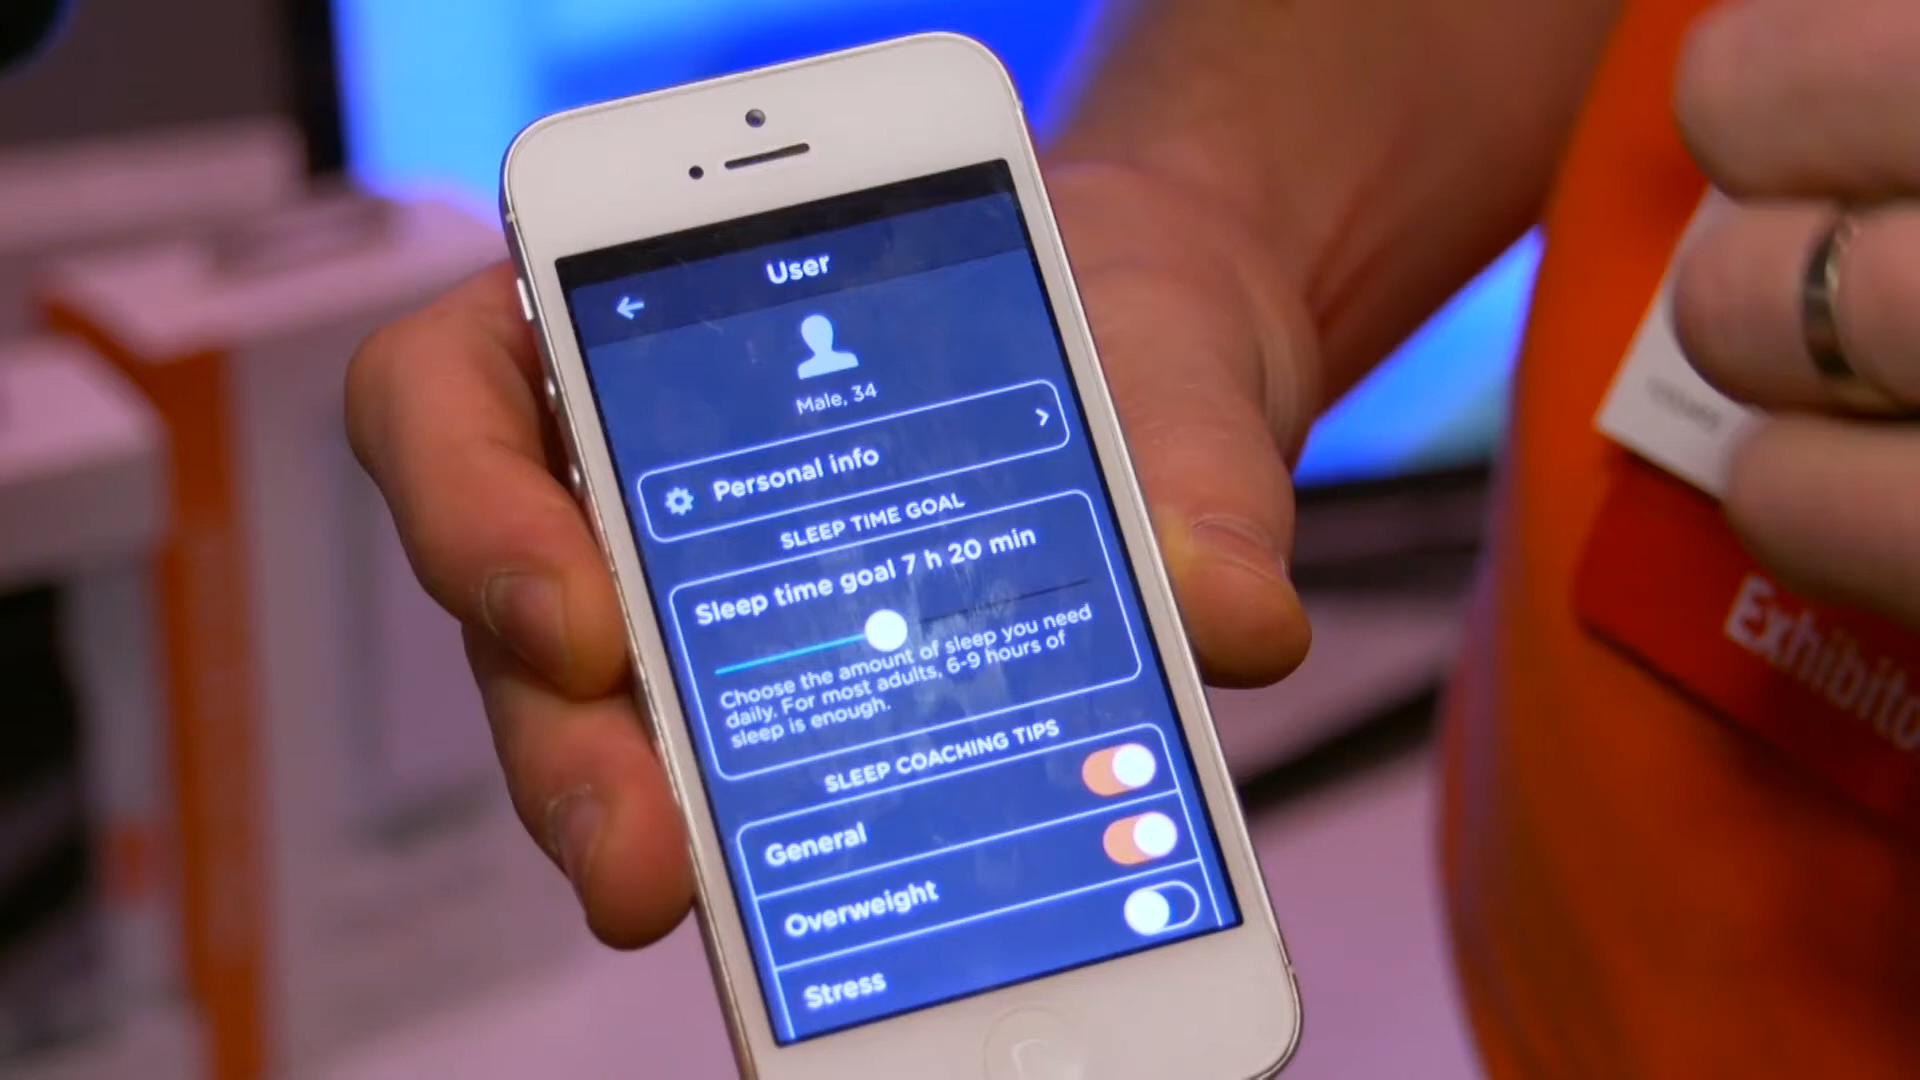 User
Male, 34
Personal info
SLEEP TIME GOAL
Sleep time goal 7 h 20 min
Choose the amount of sleep you need
daily. For most adults, 6-9 hours of
sleep is enough.
SLEEP COACHING TIPS
General
Overweight
Stress
Exhibito